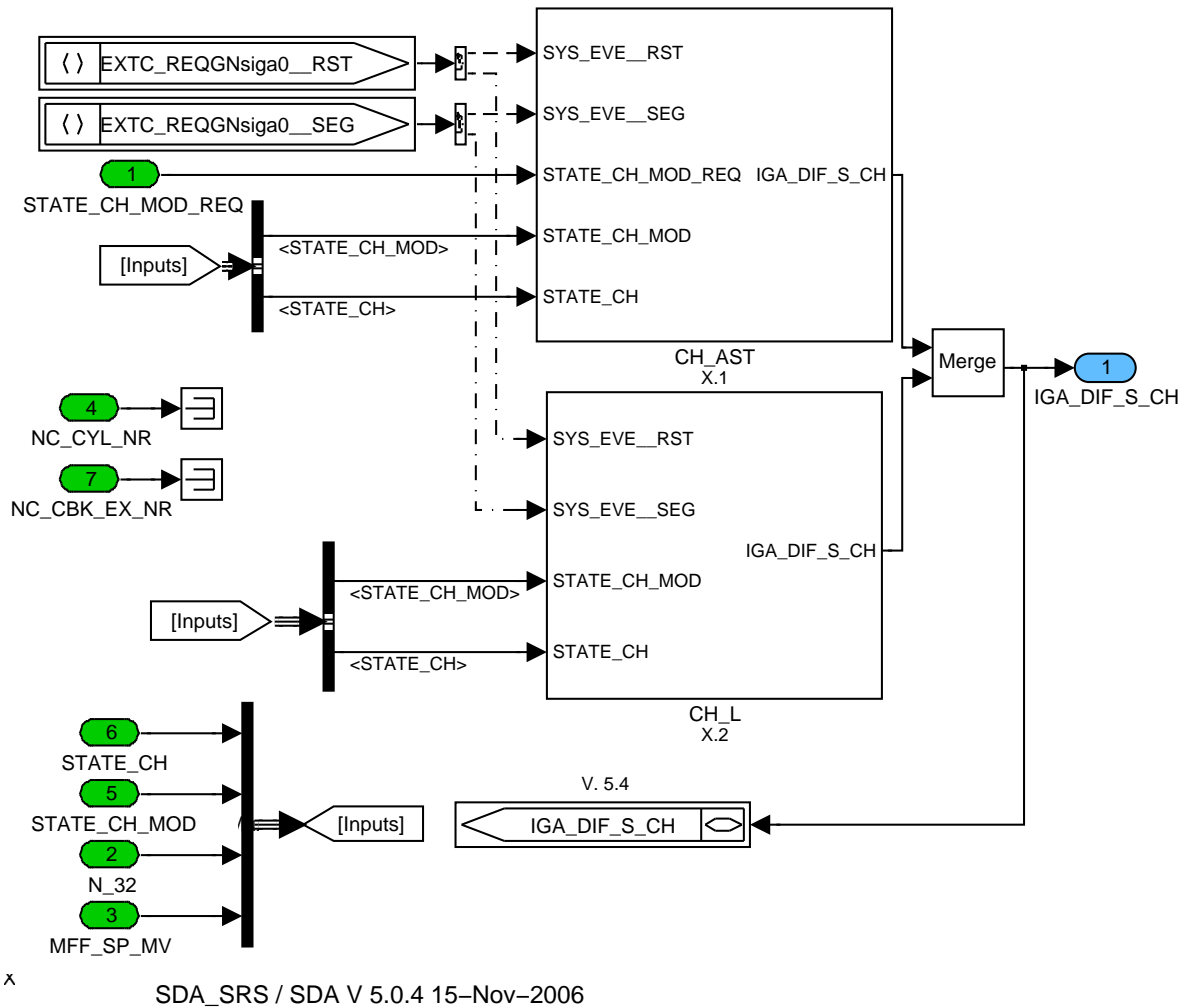 EXTC_REQGNsiga0__RST
SYS_EVE__RST
EXTC_REQGNsiga0__SEG
SYS_EVE__SEG
1
STATE_CH_MOD_REQ
STATE_CH_MOD_REQ
IGA_DIF_S_CH
[Inputs]
<STATE_CH_MOD>
STATE_CH_MOD
<STATE_CH>
STATE_CH
CH_AST
X.1
Merge
1
IGA_DIF_S_CH
4
NC_CYL_NR
7
NC_CBK_EX_NR
SYS_EVE__RST
SYS_EVE__SEG
IGA_DIF_S_CH
[Inputs]
<STATE_CH_MOD>
STATE_CH_MOD
<STATE_CH>
STATE_CH
CH_L
X.2
6
STATE_CH
5
STATE_CH_MOD
2
N_32
3
MFF_SP_MV
[Inputs]
V. 5.4
IGA_DIF_S_CH
X
SDA_SRS / SDA V 5.0.4 15−Nov−2006